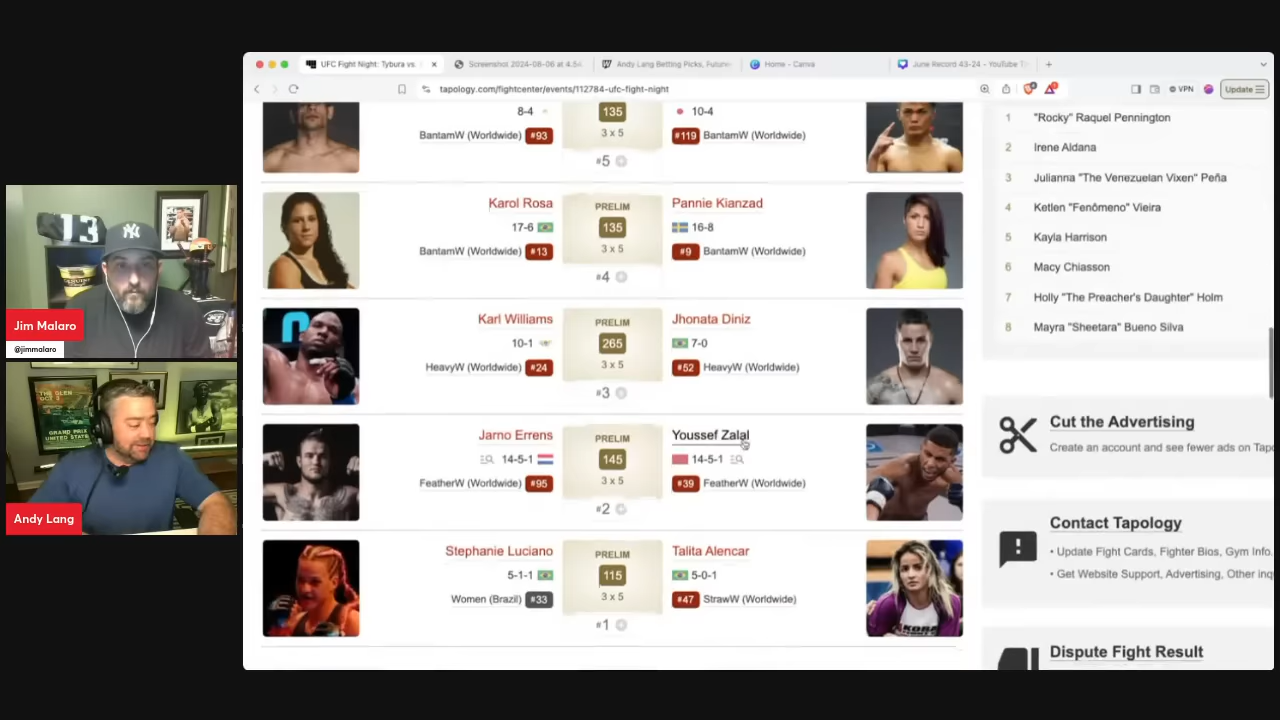 UFC Fight Night: Tybura vs.
Screenshot 2024-08-06 at 4.54.
Andy Lang Betting Picks, Future
Home - Canva
June Record 43-24 - YouTube T
tapology.com/fightcenter/events/112784-ufc-fight-night
VPN
Update
8-4
135
10-4
BantamW (Worldwide) #93
3 x 5
#119 BantamW (Worldwide)
#5
Karol Rosa
PRELIM
Pannie Kianzad
17-6
135
16-8
BantamW (Worldwide) #13
3 x 5
#9 BantamW (Worldwide)
#4
Karl Williams
PRELIM
Jhonata Diniz
10-1
265
7-0
HeavyW (Worldwide) #24
3 x 5
#52 HeavyW (Worldwide)
#3
Jarno Errens
PRELIM
Youssef Zalal
14-5-1
145
14-5-1
FeatherW (Worldwide) #95
3 x 5
#39 FeatherW (Worldwide)
#2
Stephanie Luciano
PRELIM
Talita Alencar
5-1-1
115
5-0-1
Women (Brazil) #33
3 x 5
#47 StrawW (Worldwide)
#1
1 "Rocky" Raquel Pennington
2 Irene Aldana
3 Julianna "The Venezuelan Vixen" Peña
4 Ketlen "Fenômeno" Vieira
5 Kayla Harrison
6 Macy Chiasson
7 Holly "The Preacher's Daughter" Holm
8 Mayra "Sheetara" Bueno Silva
Cut the Advertising
Create an account and see fewer ads on Tapo
Contact Tapology
• Update Fight Cards, Fighter Bios, Gym Info.
• Get Website Support, Advertising, Other inq
Dispute Fight Result
13
NY
Jim Malaro
@jimmalaro
THE GLEN
GRAND PRIX
UNITED STATES
Andy Lang